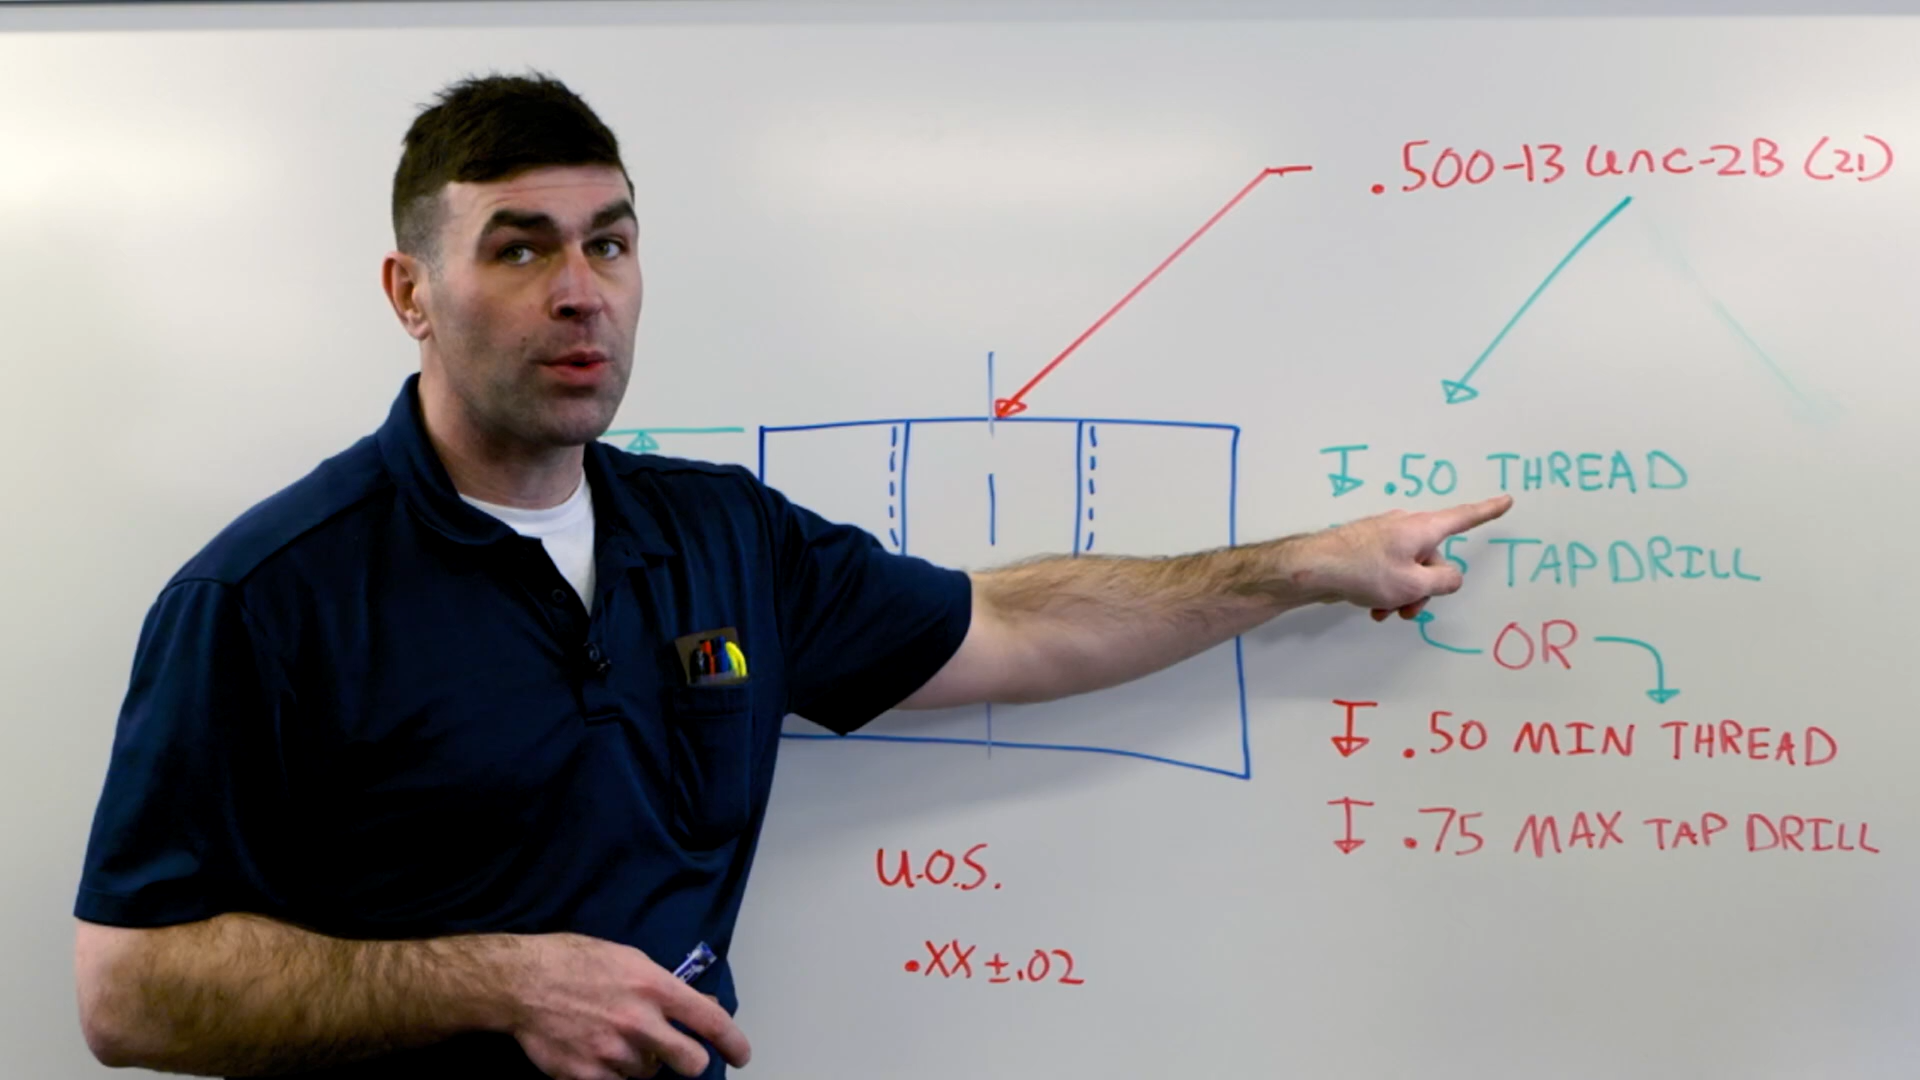 .500-13 UNC-2B (21)
↧ .50 THREAD
5 TAP DRILL
OR
↧ .50 MIN THREAD
↧ .75 MAX TAP DRILL
U.O.S.
.XX ±.02